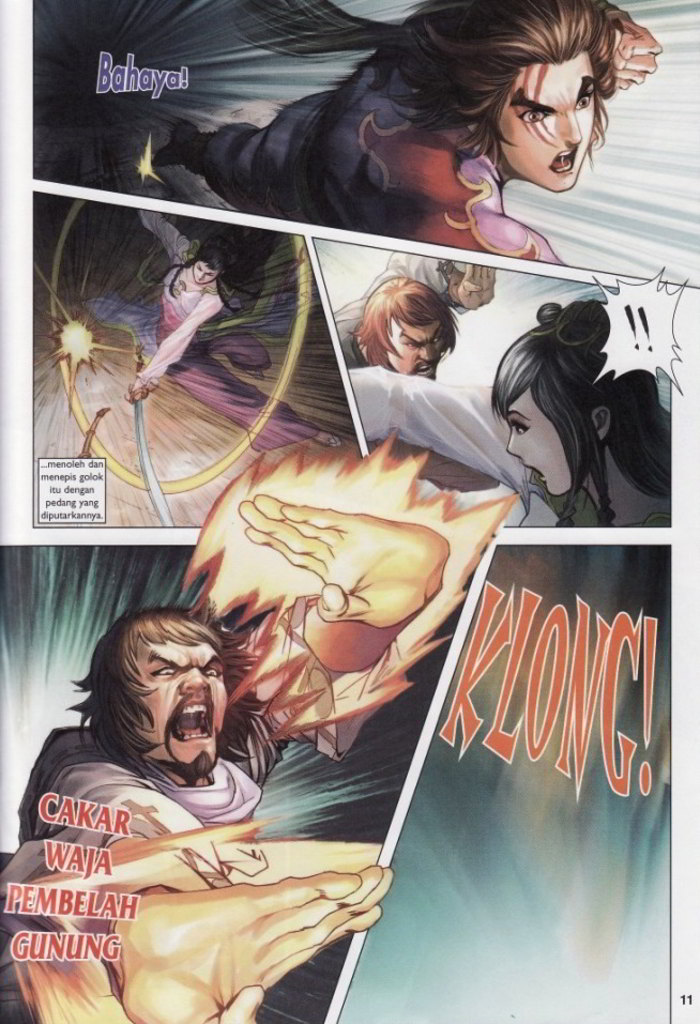 Bahaya!
...menoleh dan
menepis golok
itu dengan
pedang yang
diputarkannya.
!!
KLONG!
CAKAR
WAJA
PEMBELAH
GUNUNG
11